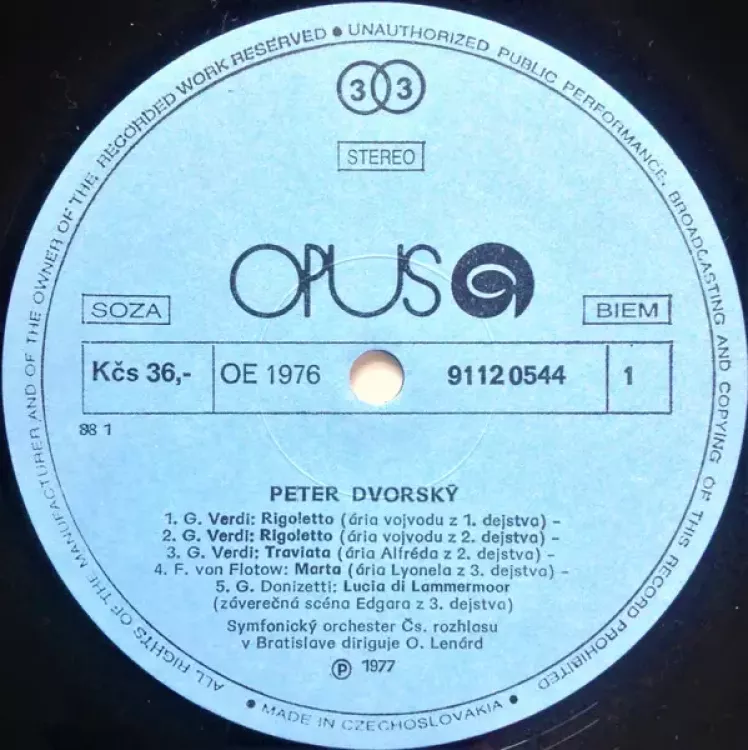 ALL RIGHTS OF THE MANUFACTURER AND OF THE OWNER OF THE RECORDED WORK RESERVED • UNAUTHORIZED PUBLIC PERFORMANCE, BROADCASTING AND COPYING OF THIS RECORD PROHIBITED
33
STEREO
OPUS
SOZA
BIEM
Kčs 36,- OE 1976 9112 0544 1
88 1
PETER DVORSKÝ
1. G. Verdi: Rigoletto (ária vojvodu z 1. dejstva) –
2. G. Verdi: Rigoletto (ária vojvodu z 2. dejstva) –
3. G. Verdi: Traviata (ária Alfréda z 2. dejstva) –
4. F. von Flotow: Marta (ária Lyonela z 3. dejstva) –
5. G. Donizetti: Lucia di Lammermoor
(záverečná scéna Edgara z 3. dejstva)
Symfonický orchester Čs. rozhlasu
v Bratislave diriguje O. Lenárd
Ⓟ 1977
• MADE IN CZECHOSLOVAKIA •